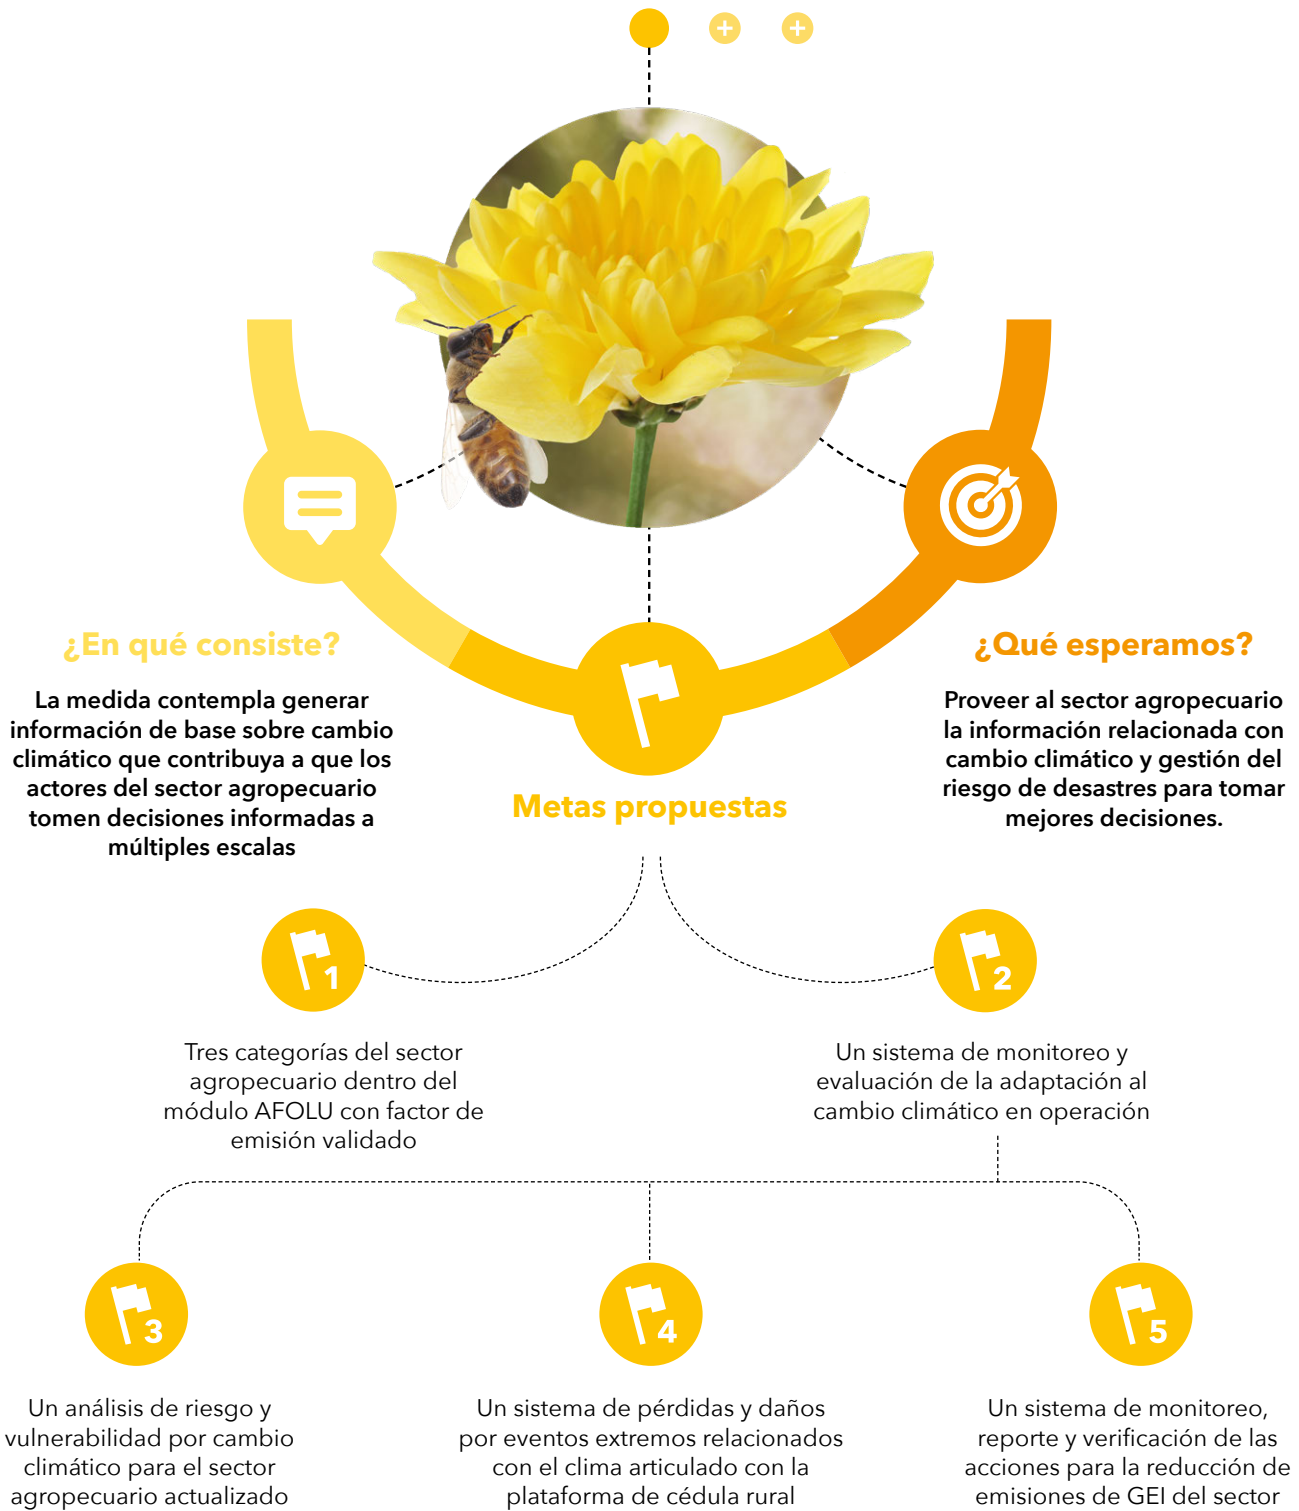 ¿En qué consiste?
La medida contempla generar
información de base sobre cambio
climático que contribuya a que los
actores del sector agropecuario
tomen decisiones informadas a
múltiples escalas
Metas propuestas
¿Qué esperamos?
Proveer al sector agropecuario
la información relacionada con
cambio climático y gestión del
riesgo de desastres para tomar
mejores decisiones.
1
Tres categorías del sector
agropecuario dentro del
módulo AFOLU con factor de
emisión validado
2
Un sistema de monitoreo y
evaluación de la adaptación al
cambio climático en operación
3
Un análisis de riesgo y
vulnerabilidad por cambio
climático para el sector
agropecuario actualizado
4
Un sistema de pérdidas y daños
por eventos extremos relacionados
con el clima articulado con la
plataforma de cédula rural
5
Un sistema de monitoreo,
reporte y verificación de las
acciones para la reducción de
emisiones de GEI del sector